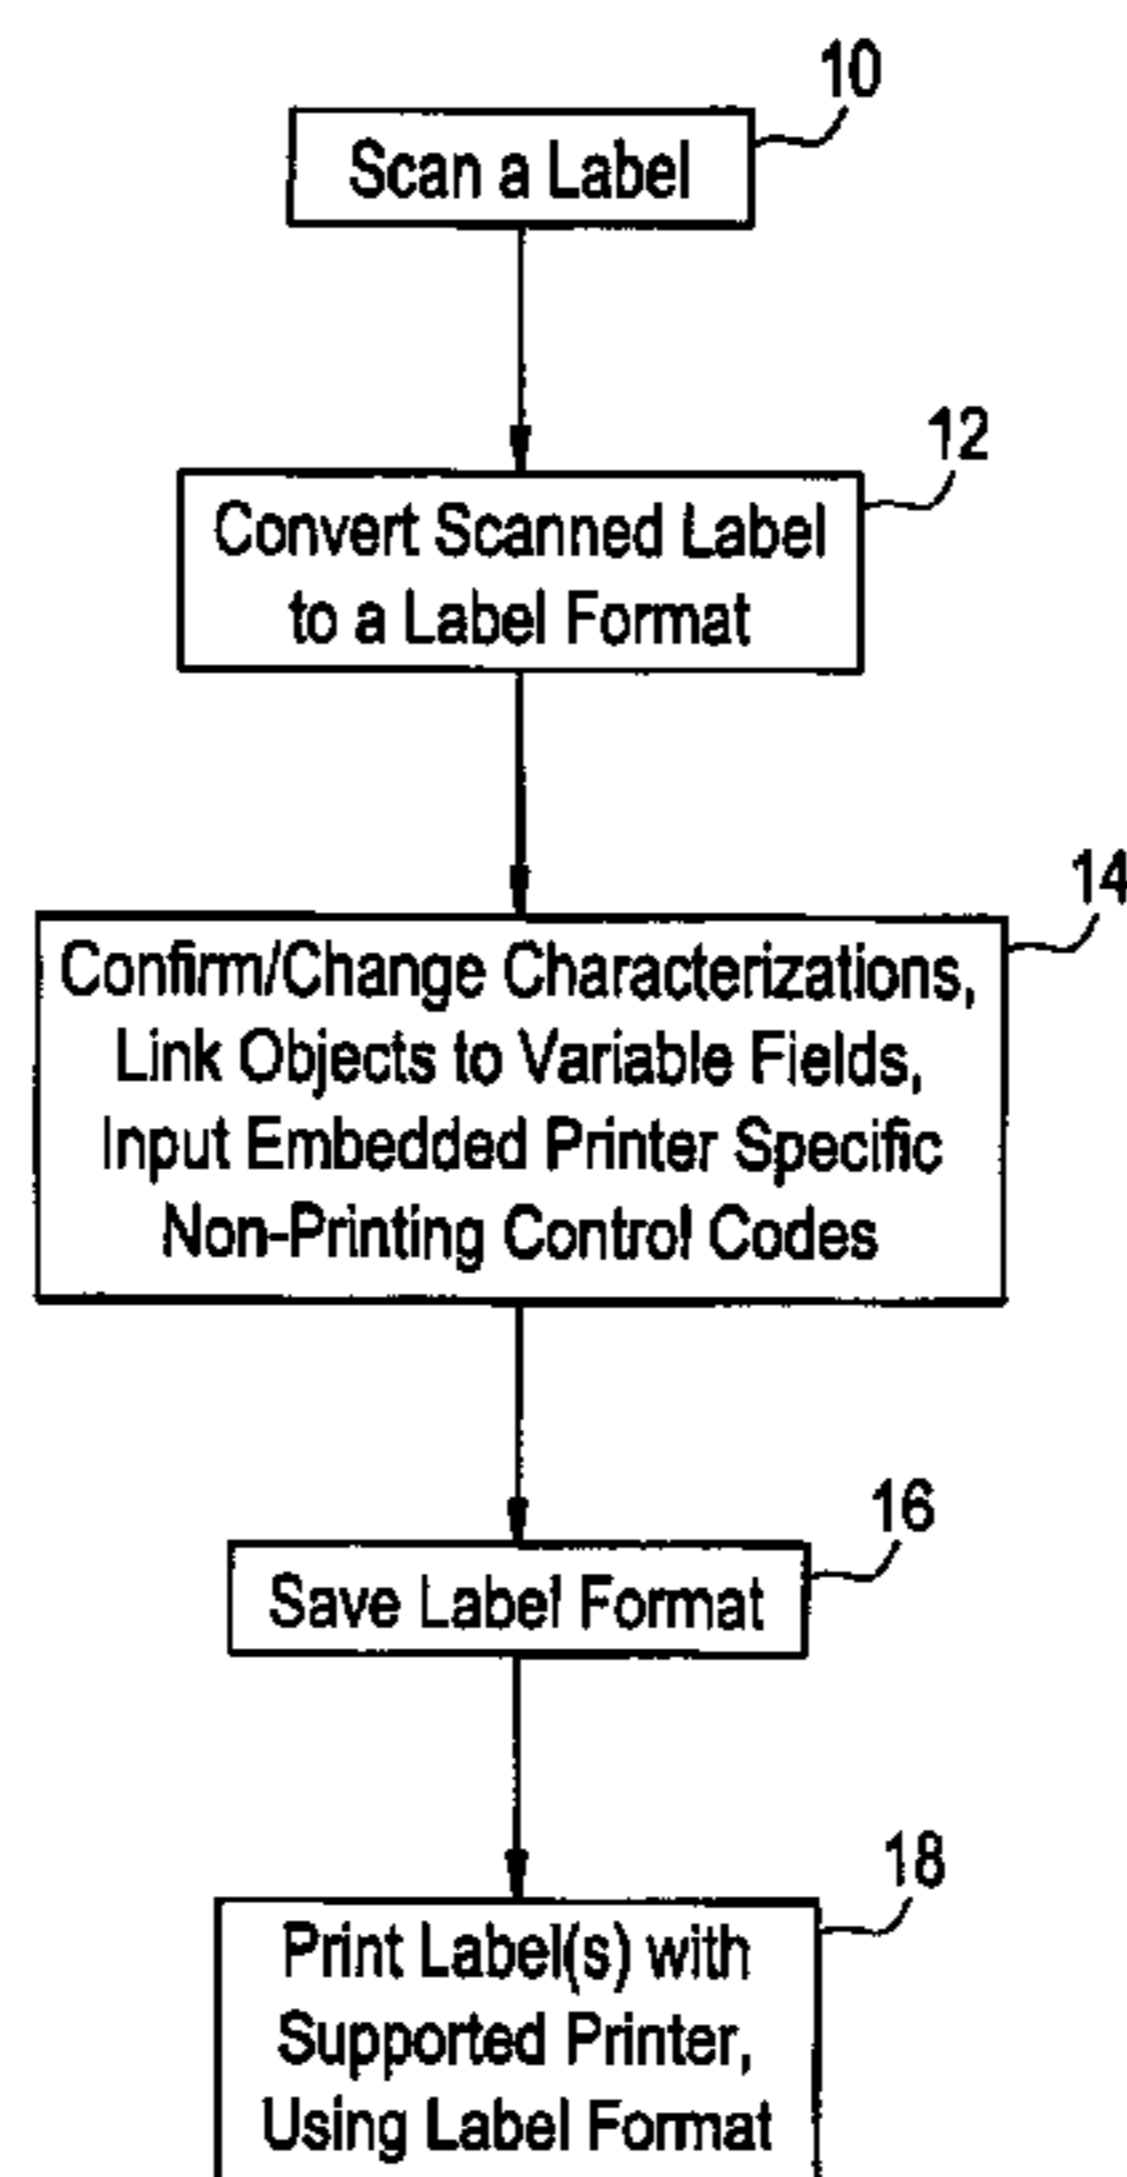 10
Scan a Label
12
Convert Scanned Label
to a Label Format
14
Confirm/Change Characterizations,
Link Objects to Variable Fields,
Input Embedded Printer Specific
Non-Printing Control Codes
16
Save Label Format
18
Print Label(s) with
Supported Printer,
Using Label Format